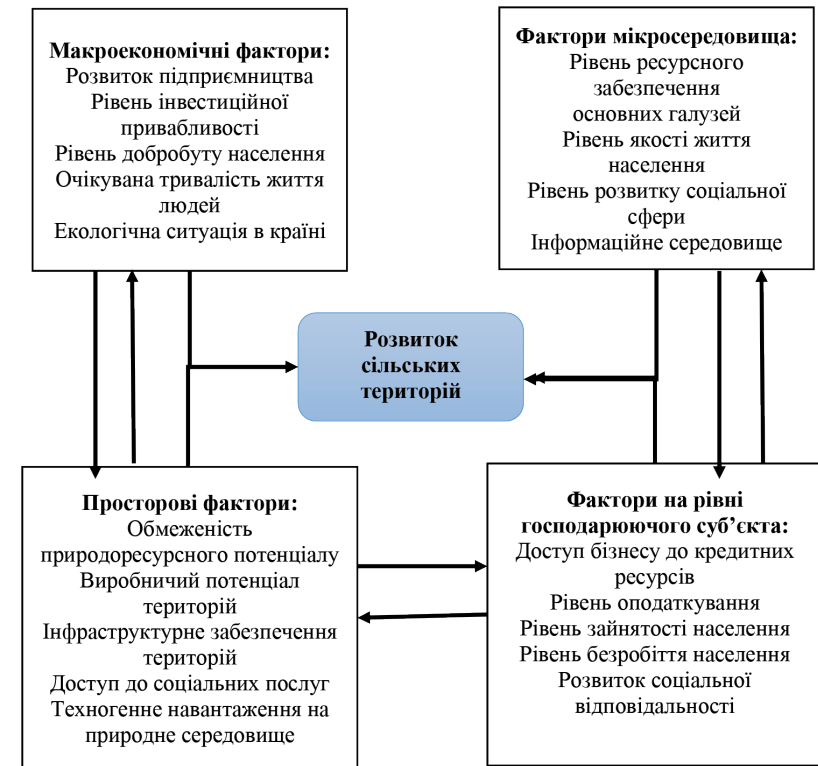 Макроекономічні фактори:
Розвиток підприємництва
Рівень інвестиційної
привабливості
Рівень добробуту населення
Очікувана тривалість життя
людей
Екологічна ситуація в країні
Фактори мікросередовища:
Рівень ресурсного
забезпечення
основних галузей
Рівень якості життя
населення
Рівень розвитку соціальної
сфери
Інформаційне середовище
Розвиток
сільських
територій
Просторові фактори:
Обмеженість
природоресурсного потенціалу
Виробничий потенціал
територій
Інфраструктурне забезпечення
територій
Доступ до соціальних послуг
Техногенне навантаження на
природне середовище
Фактори на рівні
господарюючого суб’єкта:
Доступ бізнесу до кредитних
ресурсів
Рівень оподаткування
Рівень зайнятості населення
Рівень безробіття населення
Розвиток соціальної
відповідальності